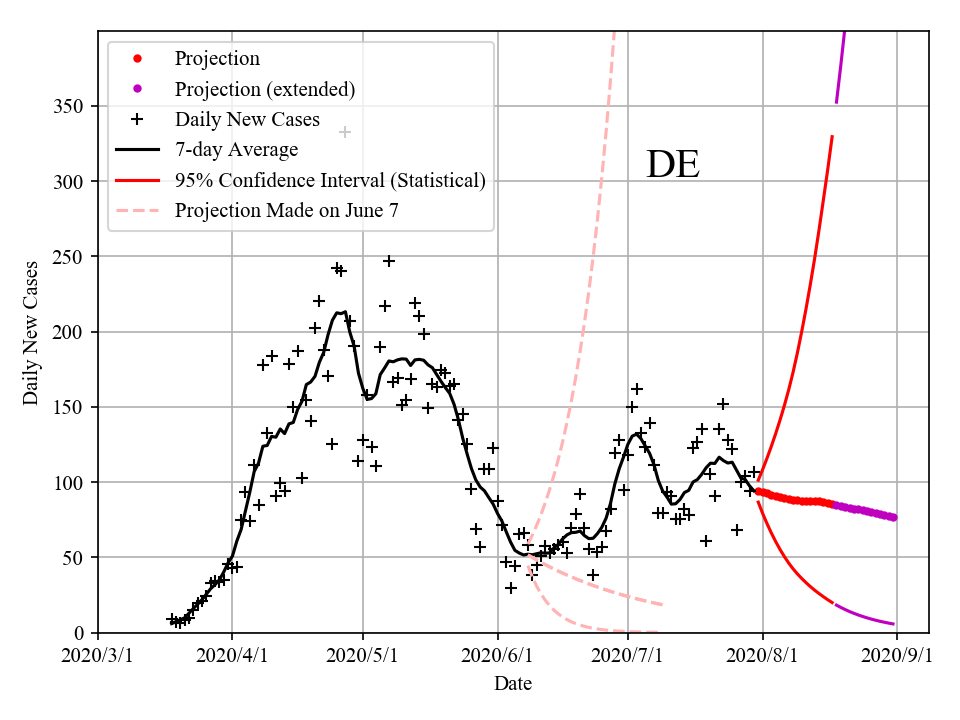 Projection
Projection (extended)
Daily New Cases
7-day Average
95% Confidence Interval (Statistical)
Projection Made on June 7
DE
350
300
250
200
150
100
50
0
Daily New Cases
2020/3/1 2020/4/1 2020/5/1 2020/6/1 2020/7/1 2020/8/1 2020/9/1
Date